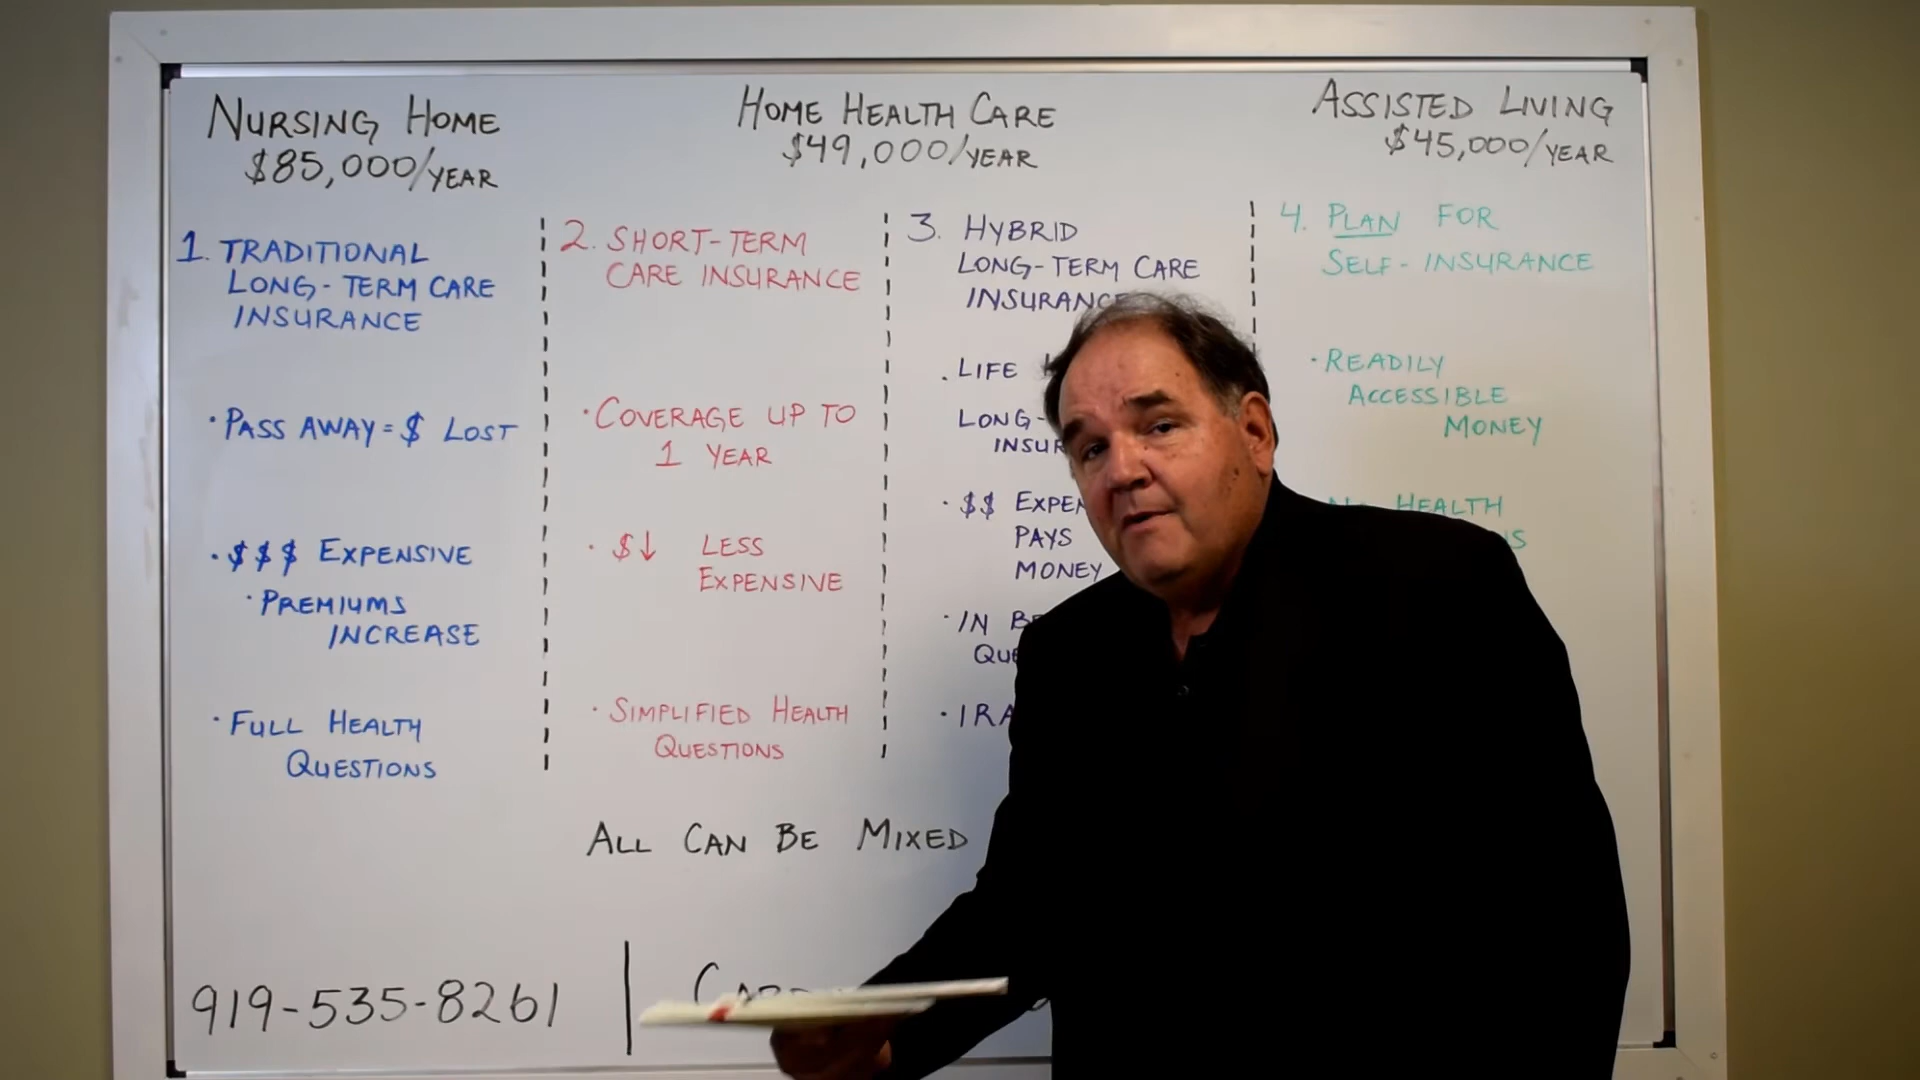 NURSING HOME
$85,000/YEAR
HOME HEALTH CARE
$49,000/YEAR
ASSISTED LIVING
$45,000/YEAR
1. TRADITIONAL
LONG-TERM CARE
INSURANCE
· PASS AWAY = $ LOST
· $$$ EXPENSIVE
· PREMIUMS
INCREASE
· FULL HEALTH
QUESTIONS
2. SHORT-TERM
CARE INSURANCE
· COVERAGE UP TO
1 YEAR
· $↓ LESS
EXPENSIVE
· SIMPLIFIED HEALTH
QUESTIONS
3. HYBRID
LONG-TERM CARE
INSURANCE
· LIFE
LONG-
· $$
PAYS
MONEY
· IN
· IRA
4. PLAN FOR
SELF-INSURANCE
· READILY
ACCESSIBLE
MONEY
HEALTH
ALL CAN BE MIXED
919-535-8261